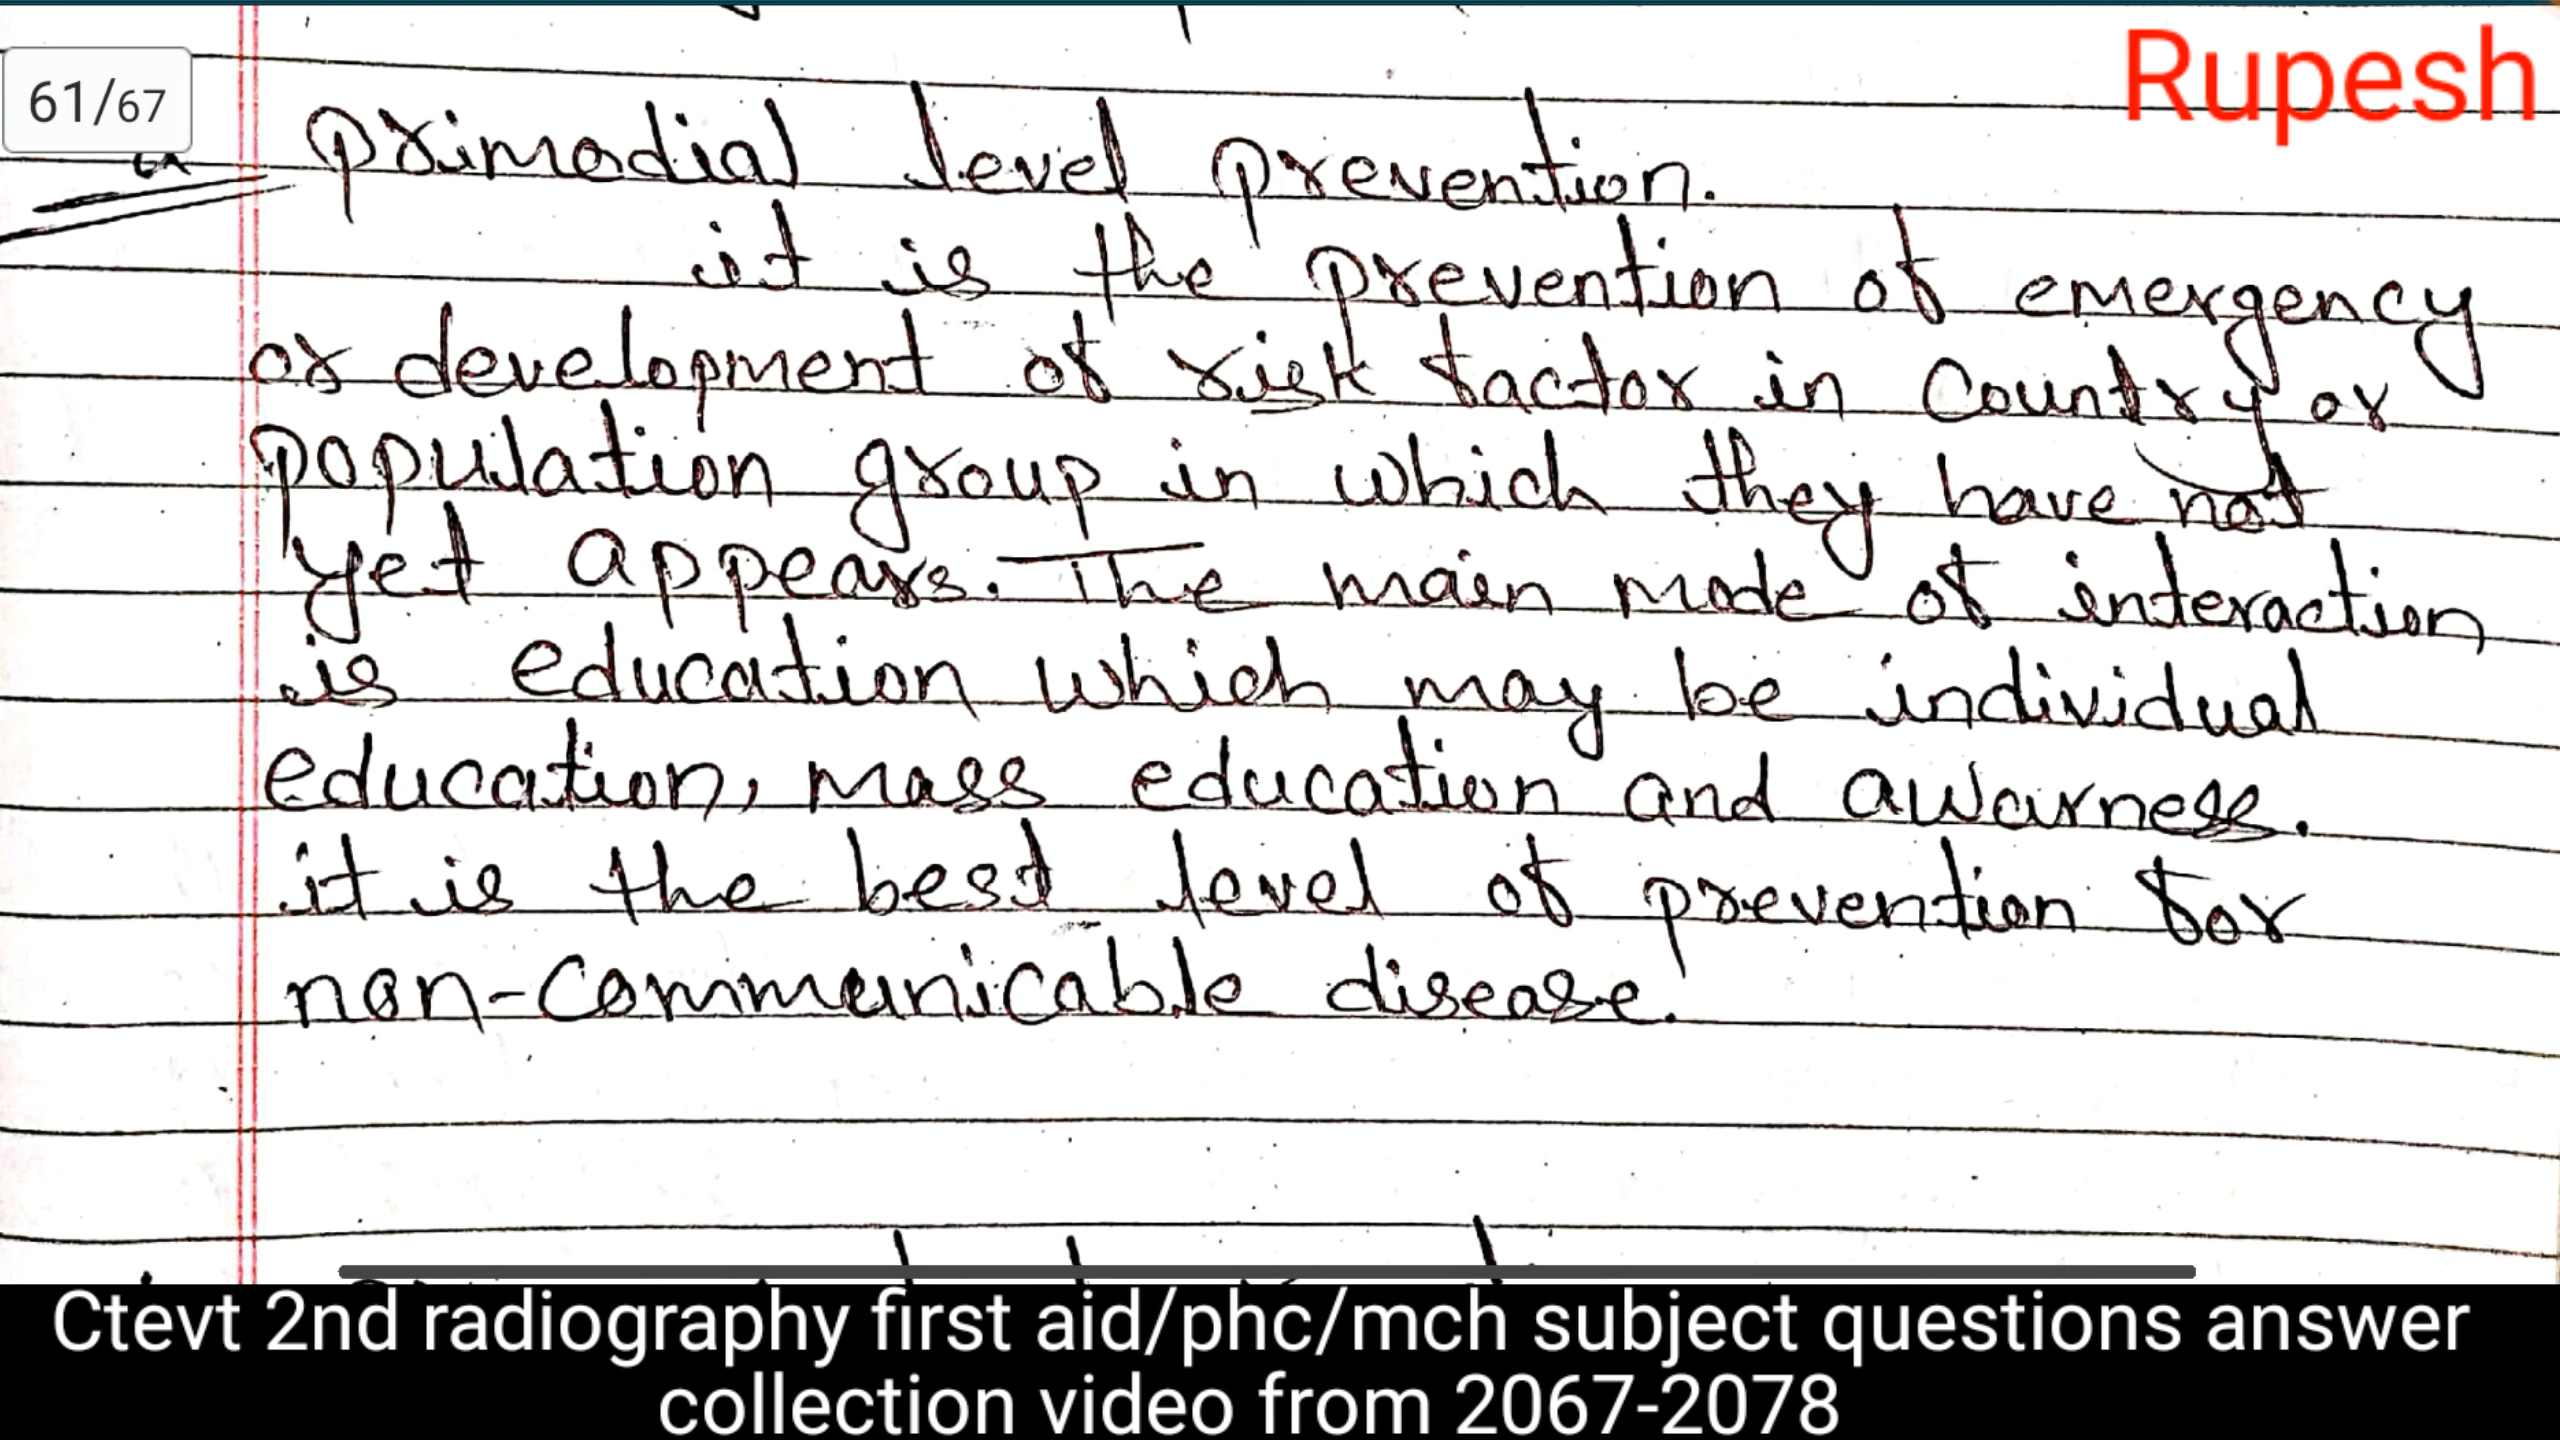 Rupesh
61/67
Primodial level prevention.
it is the prevention of emergency
or development of risk factor in Country or
population group in which they have not
yet appears. The main mode of interaction
is education which may be individual
education, mass education and awarness.
it is the best level of prevention for
non-communicable disease.
Ctevt 2nd radiography first aid/phc/mch subject questions answer
collection video from 2067-2078